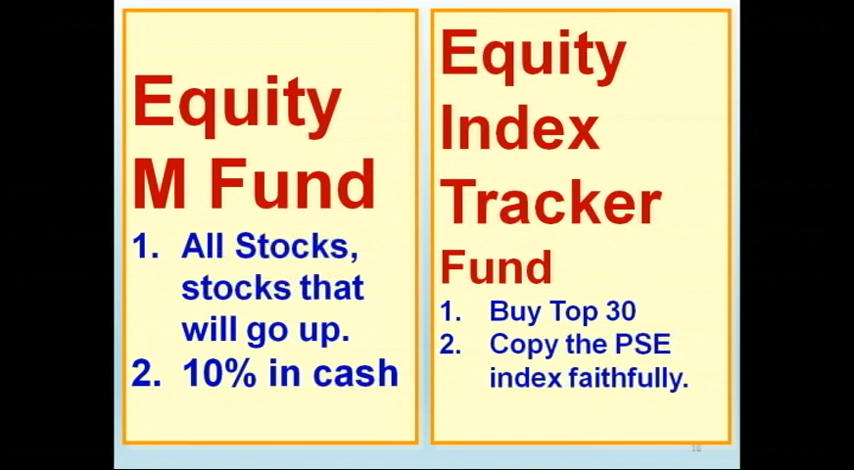 Equity
M Fund
1. All Stocks,
stocks that
will go up.
2. 10% in cash
Equity
Index
Tracker
Fund
1. Buy Top 30
2. Copy the PSE
index faithfully.
16